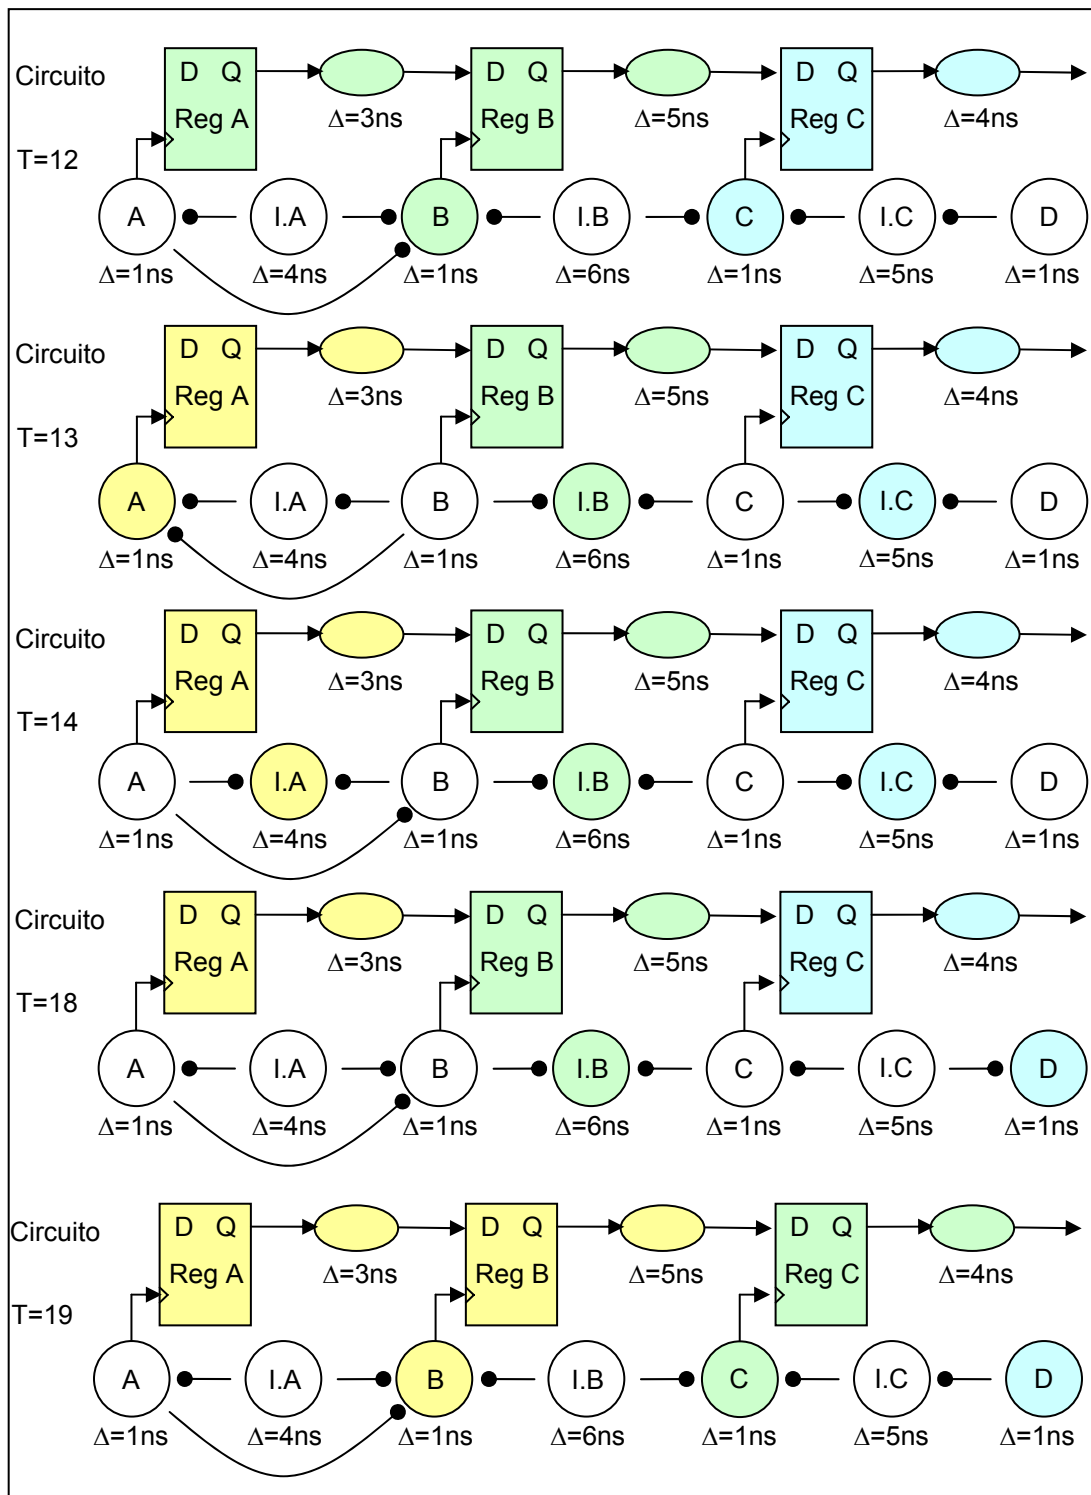 Circuito
D Q
D Q
D Q
Reg A
Δ=3ns
Reg B
Δ=5ns
Reg C
Δ=4ns
T=12
A
I.A
B
I.B
C
I.C
D
Δ=1ns
Δ=4ns
Δ=1ns
Δ=6ns
Δ=1ns
Δ=5ns
Δ=1ns
Circuito
D Q
D Q
D Q
Reg A
Δ=3ns
Reg B
Δ=5ns
Reg C
Δ=4ns
T=13
A
I.A
B
I.B
C
I.C
D
Δ=1ns
Δ=4ns
Δ=1ns
Δ=6ns
Δ=1ns
Δ=5ns
Δ=1ns
Circuito
D Q
D Q
D Q
Reg A
Δ=3ns
Reg B
Δ=5ns
Reg C
Δ=4ns
T=14
A
I.A
B
I.B
C
I.C
D
Δ=1ns
Δ=4ns
Δ=1ns
Δ=6ns
Δ=1ns
Δ=5ns
Δ=1ns
Circuito
D Q
D Q
D Q
Reg A
Δ=3ns
Reg B
Δ=5ns
Reg C
Δ=4ns
T=18
A
I.A
B
I.B
C
I.C
D
Δ=1ns
Δ=4ns
Δ=1ns
Δ=6ns
Δ=1ns
Δ=5ns
Δ=1ns
Circuito
D Q
D Q
D Q
Reg A
Δ=3ns
Reg B
Δ=5ns
Reg C
Δ=4ns
T=19
A
I.A
B
I.B
C
I.C
D
Δ=1ns
Δ=4ns
Δ=1ns
Δ=6ns
Δ=1ns
Δ=5ns
Δ=1ns